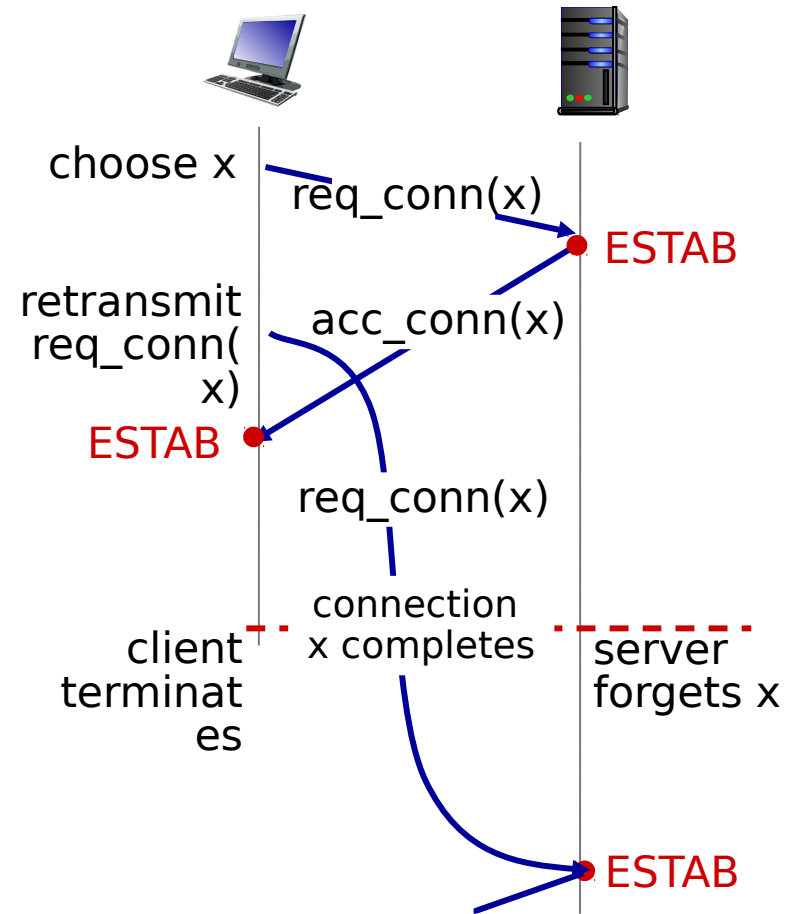 choose x
req_conn(x)
ESTAB
retransmit
req_conn(
x)
acc_conn(x)
ESTAB
req_conn(x)
connection
x completes
client
terminat
es
server
forgets x
ESTAB